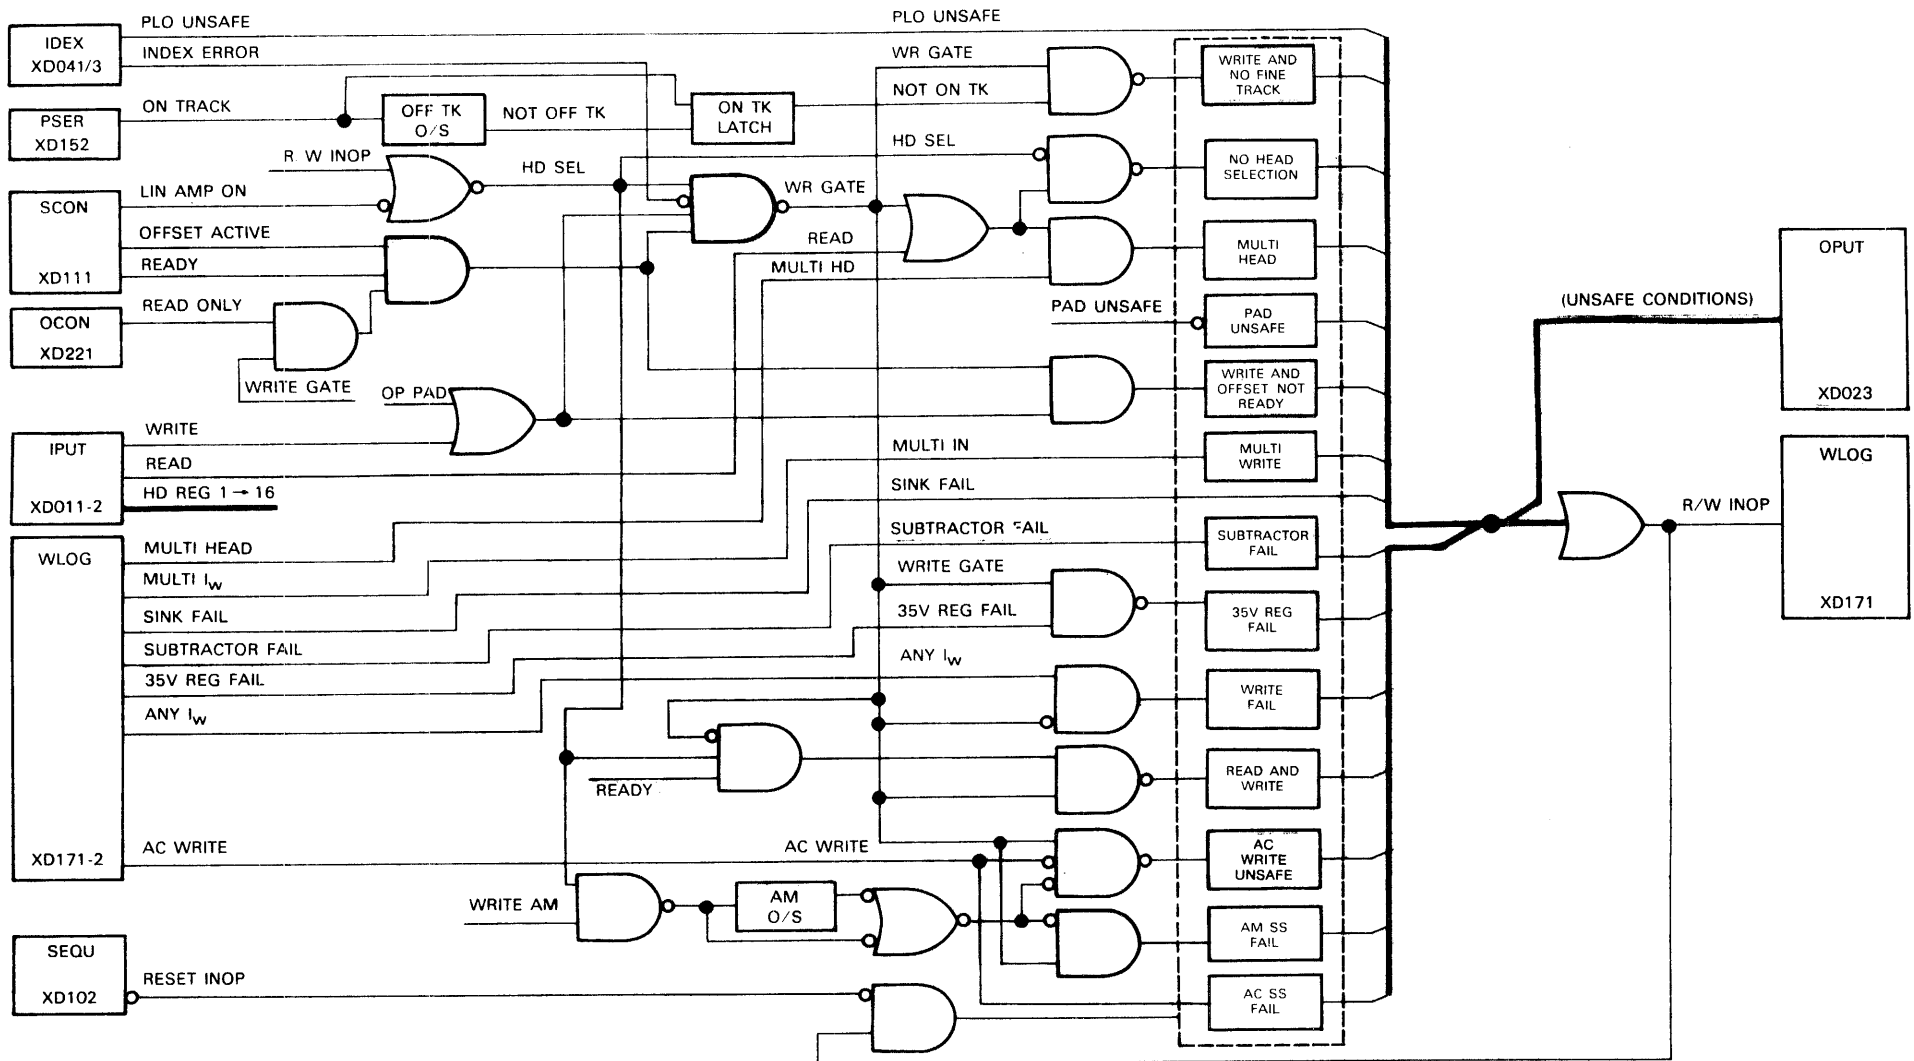 PLO UNSAFE
PLO UNSAFE
IDEX
XD041/3
INDEX ERROR
WR GATE
WRITE AND
NO FINE
TRACK
ON TRACK
PSER
XD152
OFF TK
O/S
NOT OFF TK
ON TK
LATCH
NOT ON TK
R W INOP
HD SEL
HD SEL
NO HEAD
SELECTION
SCON
XD111
LIN AMP ON
WR GATE
OFFSET ACTIVE
READY
READ
MULTI HD
MULTI
HEAD
OPUT
XD023
READ ONLY
OCON
XD221
PAD UNSAFE
PAD
UNSAFE
(UNSAFE CONDITIONS)
WRITE GATE
OP PAD
WRITE AND
OFFSET NOT
READY
WRITE
IPUT
XD011-2
READ
HD REG 1→16
MULTI IN
MULTI
WRITE
WLOG
XD171
SINK FAIL
R/W INOP
WLOG
XD171-2
MULTI HEAD
SUBTRACTOR FAIL
SUBTRACTOR
FAIL
MULTI IW
WRITE GATE
SINK FAIL
35V REG FAIL
35V REG
FAIL
SUBTRACTOR FAIL
35V REG FAIL
ANY IW
WRITE
FAIL
ANY IW
READY
READ AND
WRITE
AC WRITE
AC WRITE
AC
WRITE
UNSAFE
WRITE AM
AM
O/S
AM SS
FAIL
SEQU
XD102
RESET INOP
AC SS
FAIL